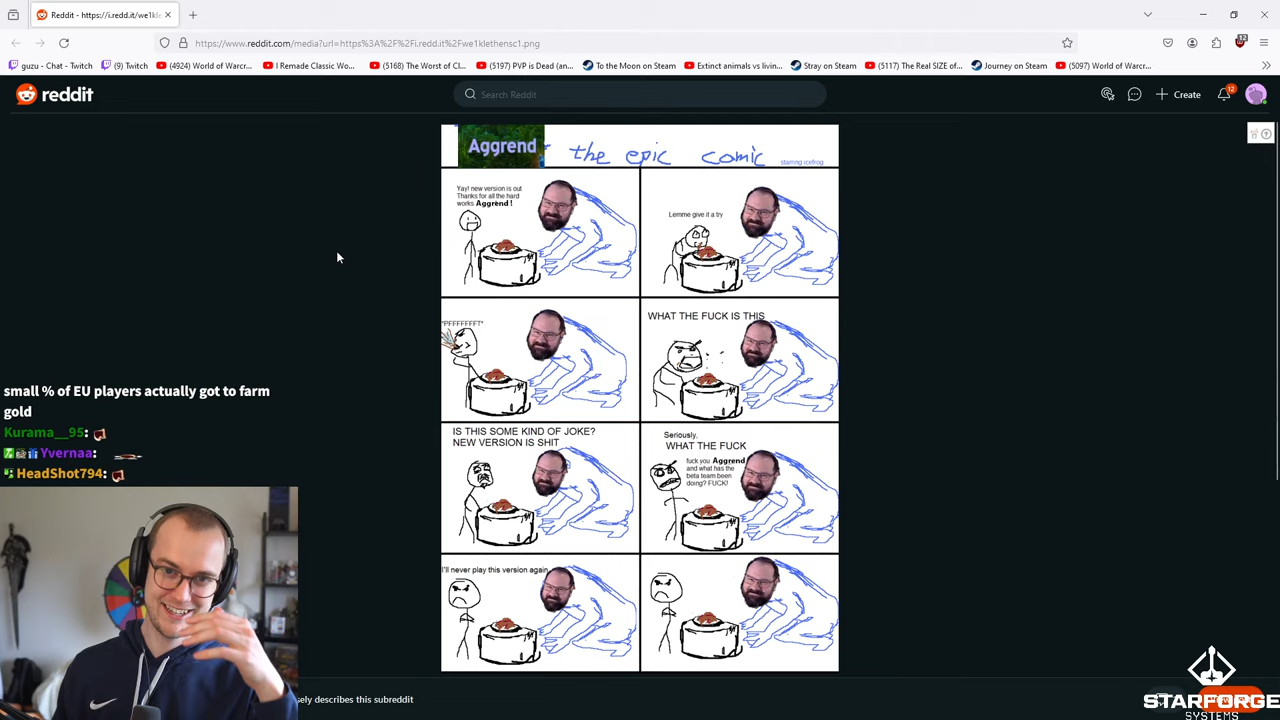 Reddit - https://i.redd.it/we1kle
https://www.reddit.com/media?url=https%3A%2F%2Fi.redd.it%2Fwe1klethensc1.png
12
guzu - Chat - Twitch
(9) Twitch
(4924) World of Warcr...
I Remade Classic Wo...
(5168) The Worst of Cl...
(5197) PVP is Dead (an...
To the Moon on Steam
Extinct animals vs livin...
Stray on Steam
(5117) The Real SIZE of...
Journey on Steam
(5097) World of Warcr...
reddit
Search Reddit
Create
12
Aggrend the epic comic
starring icefrog
Yay! new version is out
Thanks for all the hard
works Aggrend !
Lemme give it a try
*PFFFFFFT*
WHAT THE FUCK IS THIS
IS THIS SOME KIND OF JOKE?
NEW VERSION IS SHIT
Seriously,
WHAT THE FUCK
fuck you Aggrend
and what has the
beta team been
doing? FUCK!
I'll never play this version again
small % of EU players actually got to farm
gold
Kurama__95:
Yvernaa:
HeadShot794:
sely describes this subreddit
STARFORGE
SYSTEMS